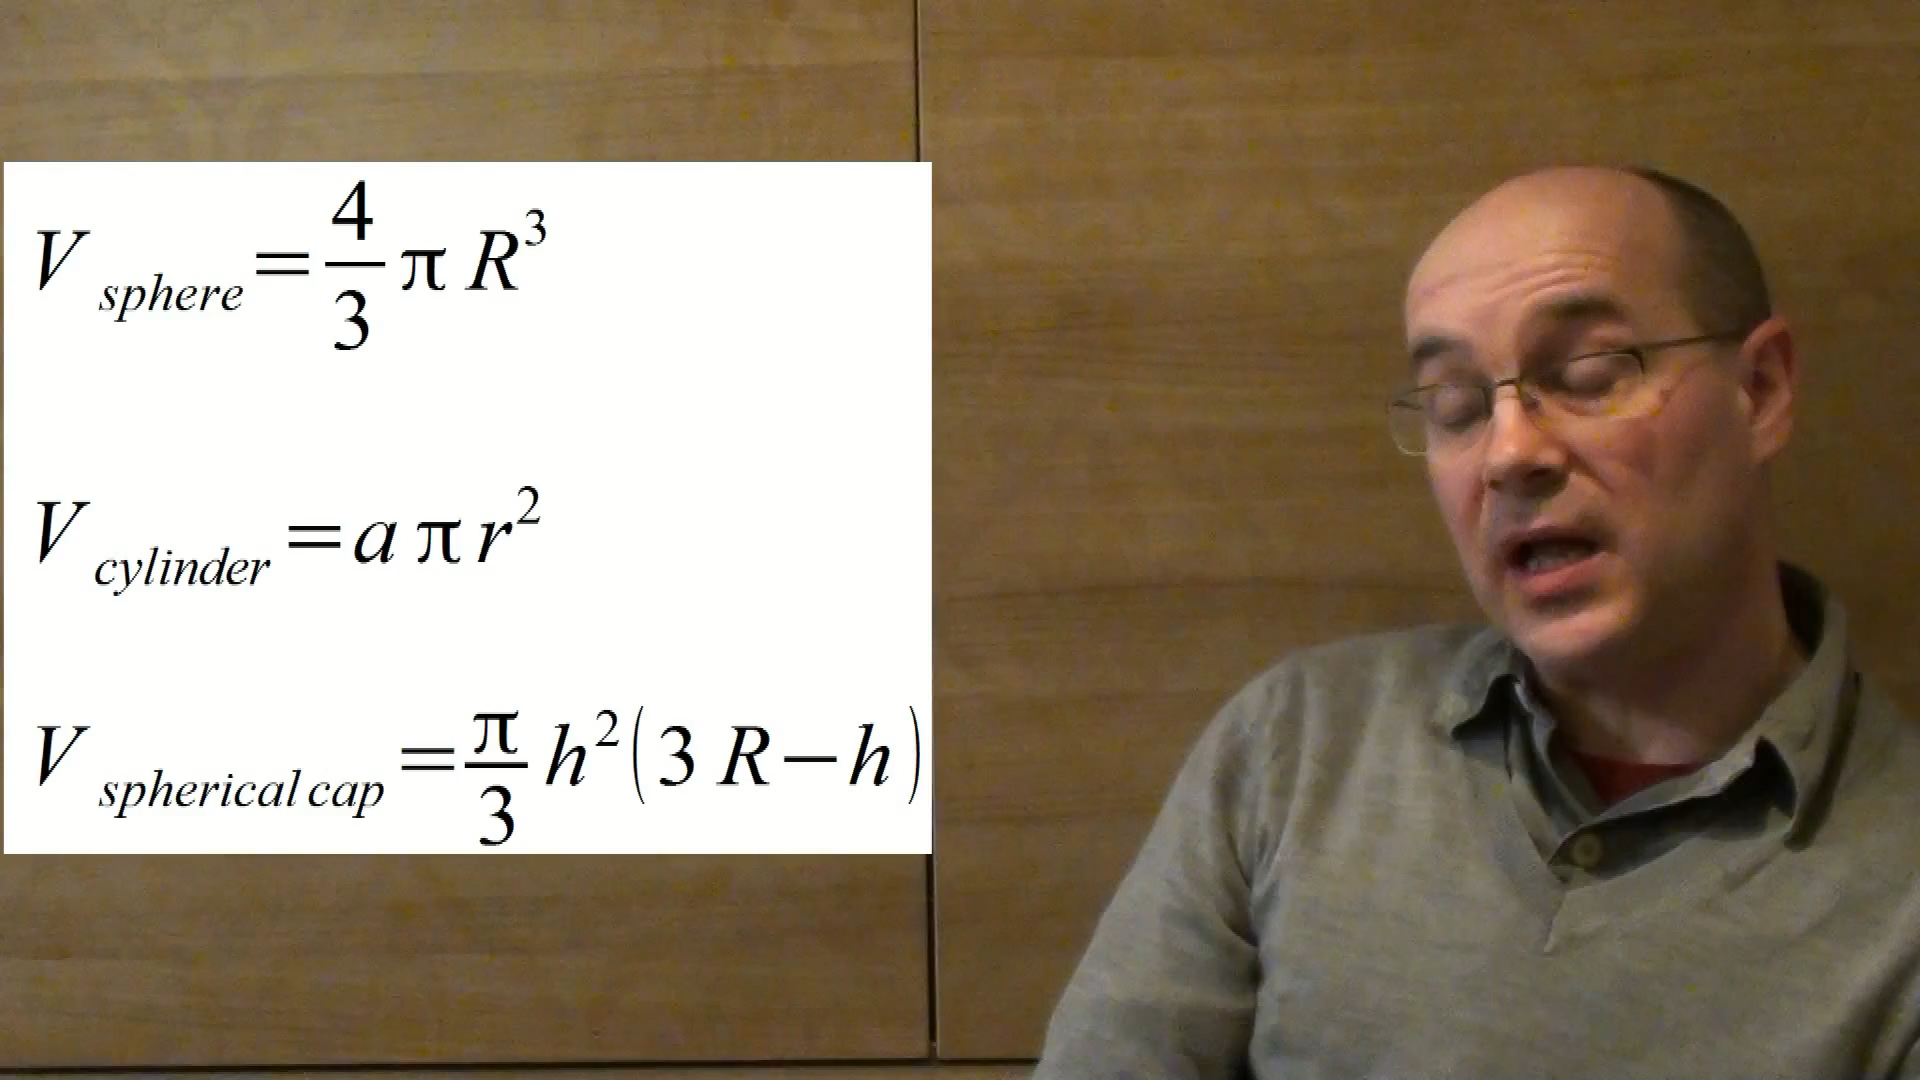 V sphere = 4/3 π R³
V cylinder = a π r²
V spherical cap = π/3 h² (3 R − h)